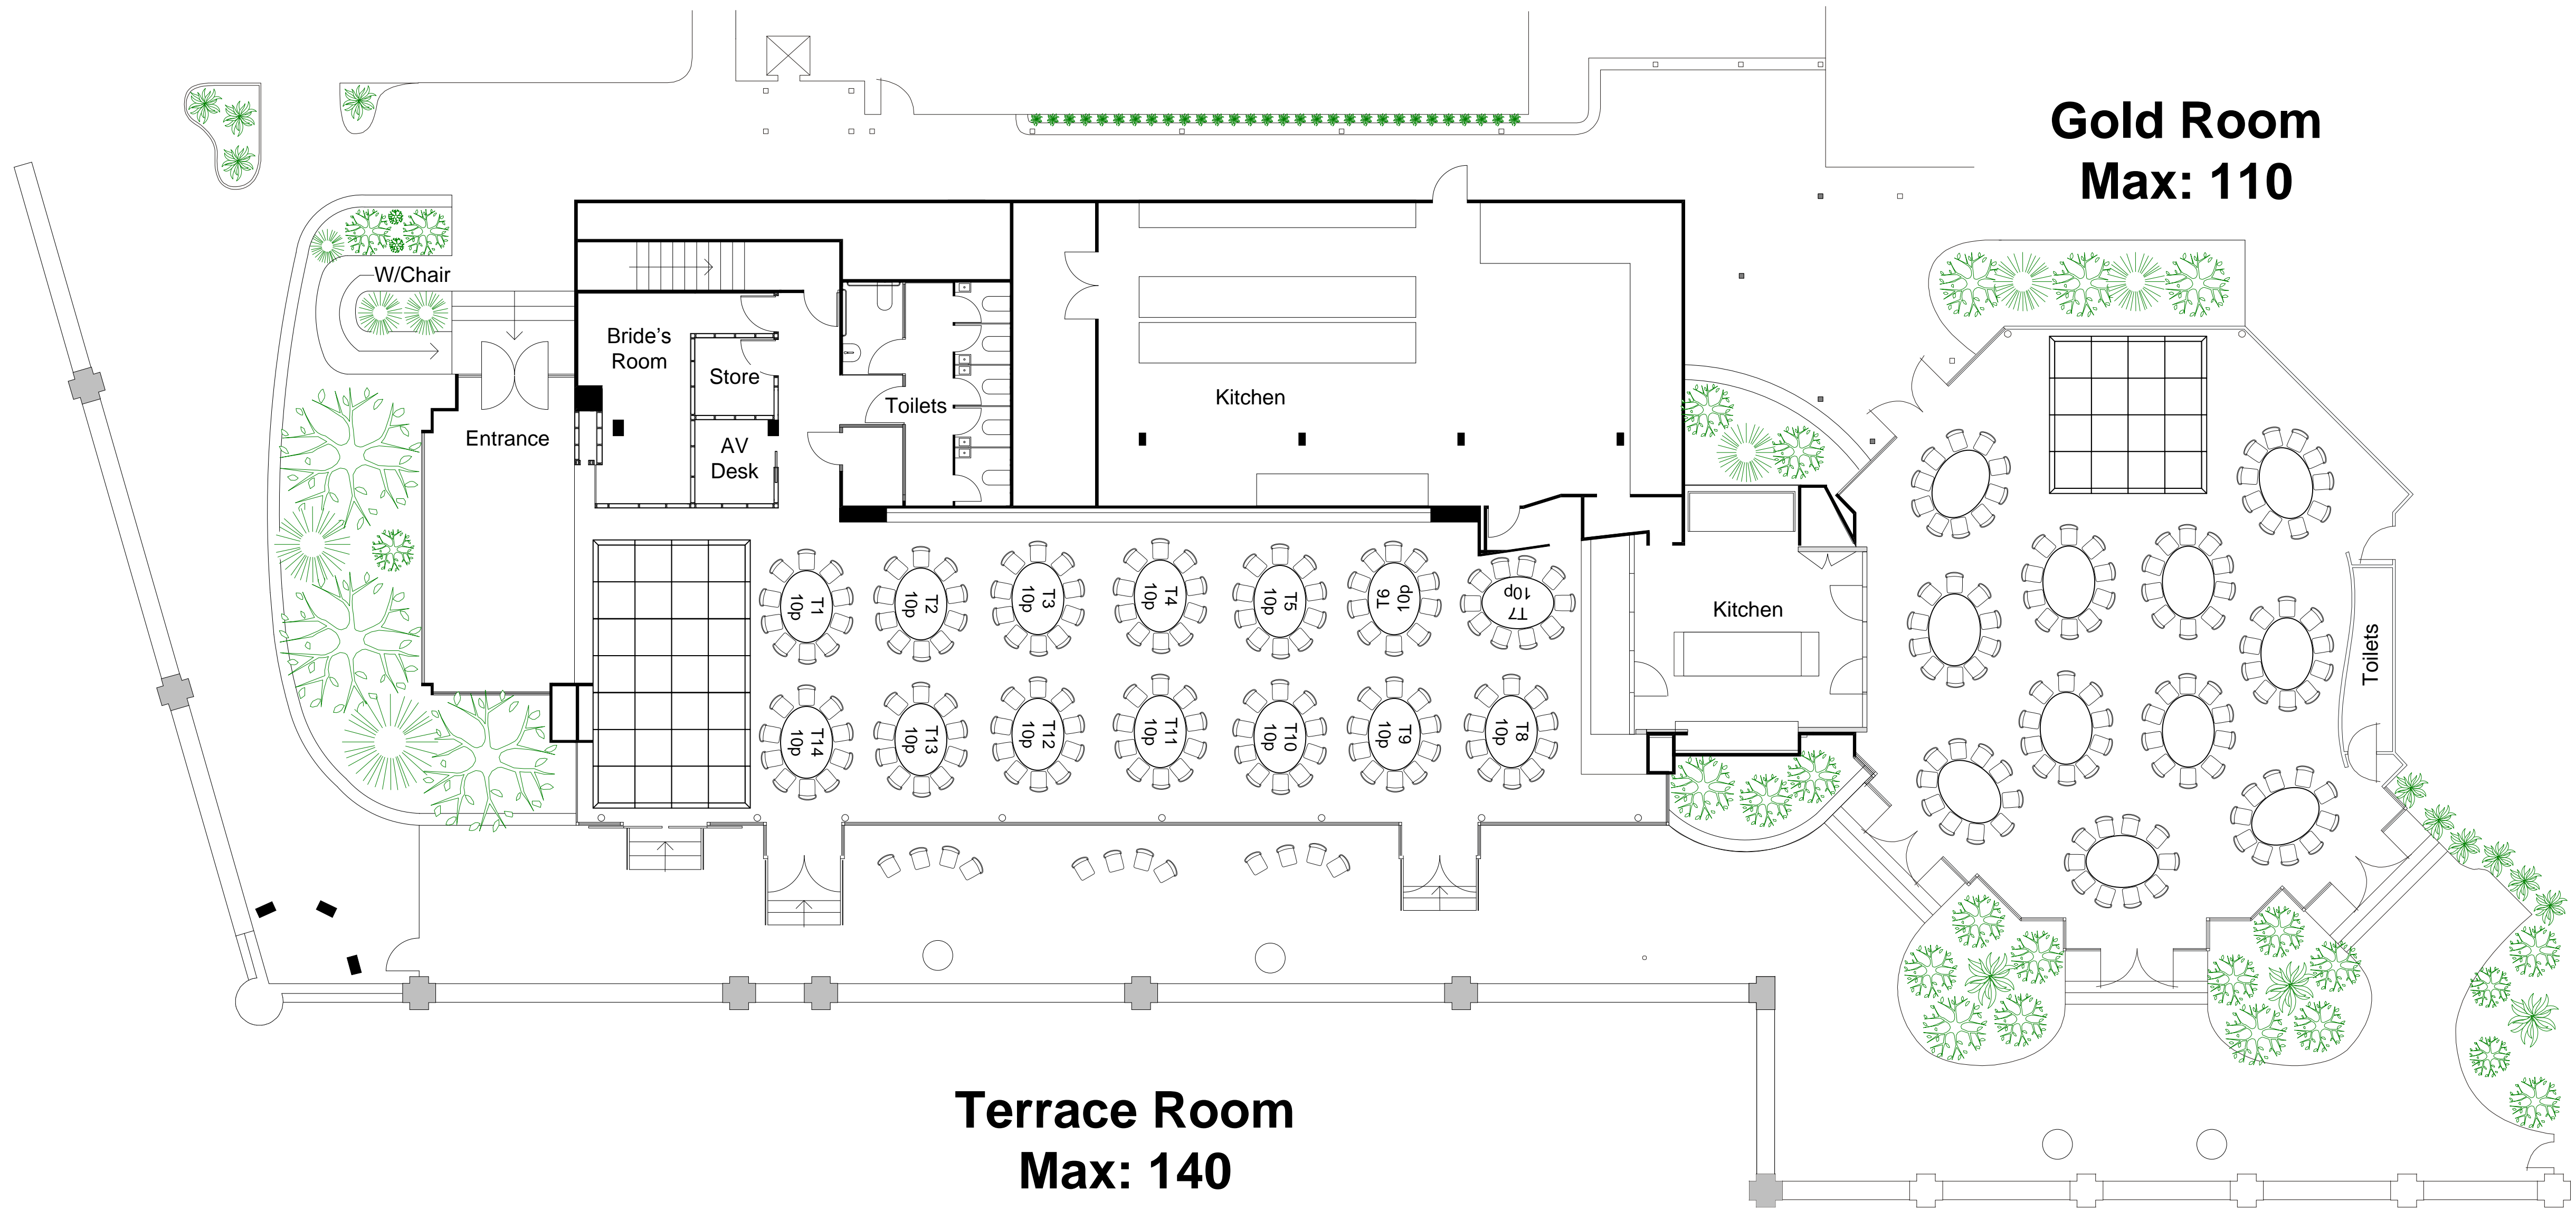 Gold Room
Max: 110
W/Chair
Bride’s
Room
Store
Toilets
Kitchen
Entrance
AV
Desk
T1
10p
T2
10p
T3
10p
T4
10p
T5
10p
T6
10p
T7
10p
Kitchen
Toilets
T14
10p
T13
10p
T12
10p
T11
10p
T10
10p
T9
10p
T8
10p
Terrace Room
Max: 140